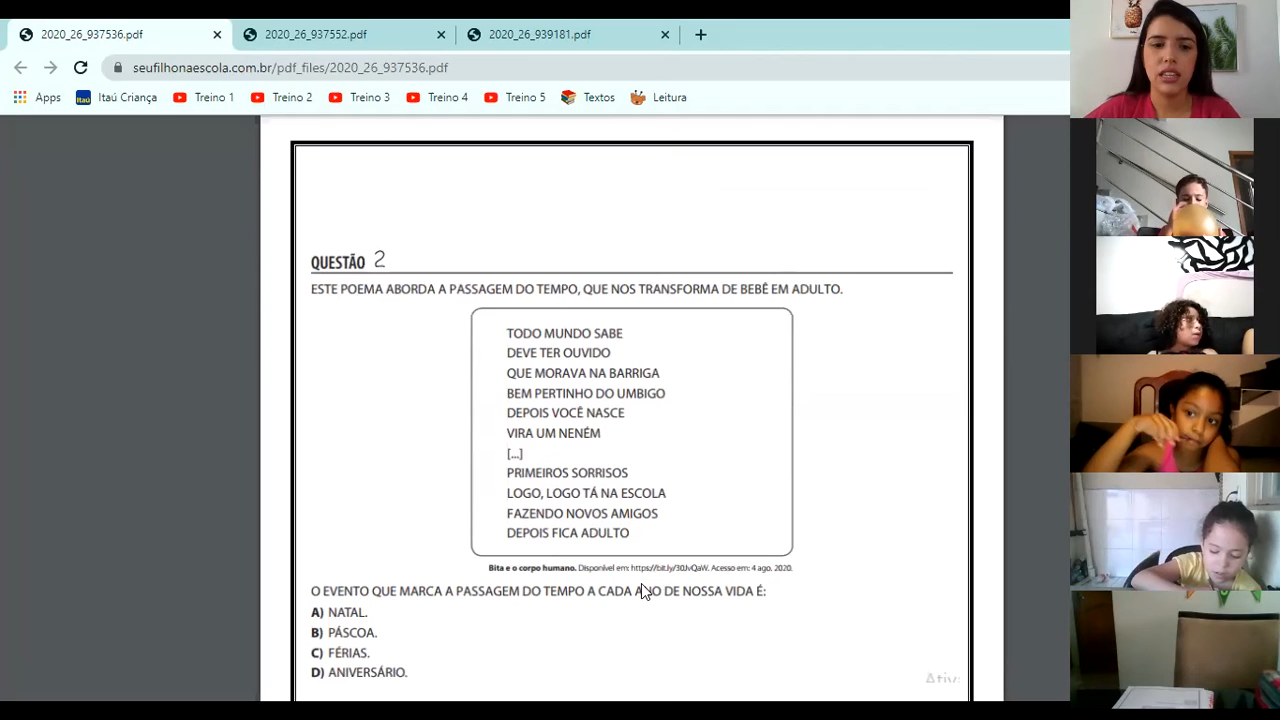 2020_26_937536.pdf
2020_26_937552.pdf
2020_26_939181.pdf
seufilhonaescola.com.br/pdf_files/2020_26_937536.pdf
Apps Itaú Criança Treino 1 Treino 2 Treino 3 Treino 4 Treino 5 Textos Leitura
QUESTÃO 2
ESTE POEMA ABORDA A PASSAGEM DO TEMPO, QUE NOS TRANSFORMA DE BEBÊ EM ADULTO.
TODO MUNDO SABE
DEVE TER OUVIDO
QUE MORAVA NA BARRIGA
BEM PERTINHO DO UMBIGO
DEPOIS VOCÊ NASCE
VIRA UM NENÉM
[...]
PRIMEIROS SORRISOS
LOGO, LOGO TÁ NA ESCOLA
FAZENDO NOVOS AMIGOS
DEPOIS FICA ADULTO
Bita e o corpo humano. Disponível em: https://bit.ly/30JvQaW. Acesso em: 4 ago. 2020.
O EVENTO QUE MARCA A PASSAGEM DO TEMPO A CADA ANO DE NOSSA VIDA É:
A) NATAL.
B) PÁSCOA.
C) FÉRIAS.
D) ANIVERSÁRIO.